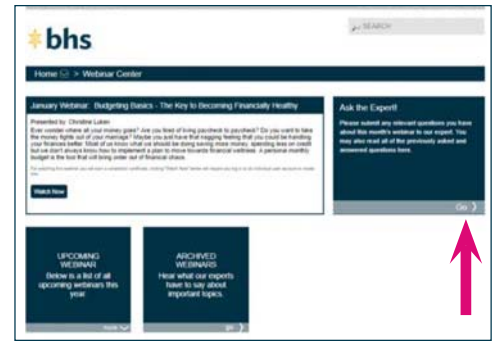 SEARCH
bhs
Home > Webinar Center
January Webinar: Budgeting Basics - The Key to Becoming Financially Healthy
Presented by: Christine Luken
Ever wonder where all your money goes? Are you tired of living paycheck to paycheck? Do you want to take
the money fights out of your marriage? Maybe you just have that nagging feeling that you could be handling
your finances better. Most of us know what we should be doing saving more money, spending less on credit
but we don't always know how to implement a plan to move towards financial wellness. A personal monthly
budget is the tool that will bring order out of financial chaos.
Watch Now
Ask the Expert!
Please submit any relevant questions you have
about this month's webinar to our expert. You
may also read all of the previously asked and
answered questions here.
Go
UPCOMING
WEBINAR
Below is a list of all
upcoming webinars this
year
more
ARCHIVED
WEBINARS
Hear what our experts
have to say about
important topics.
go